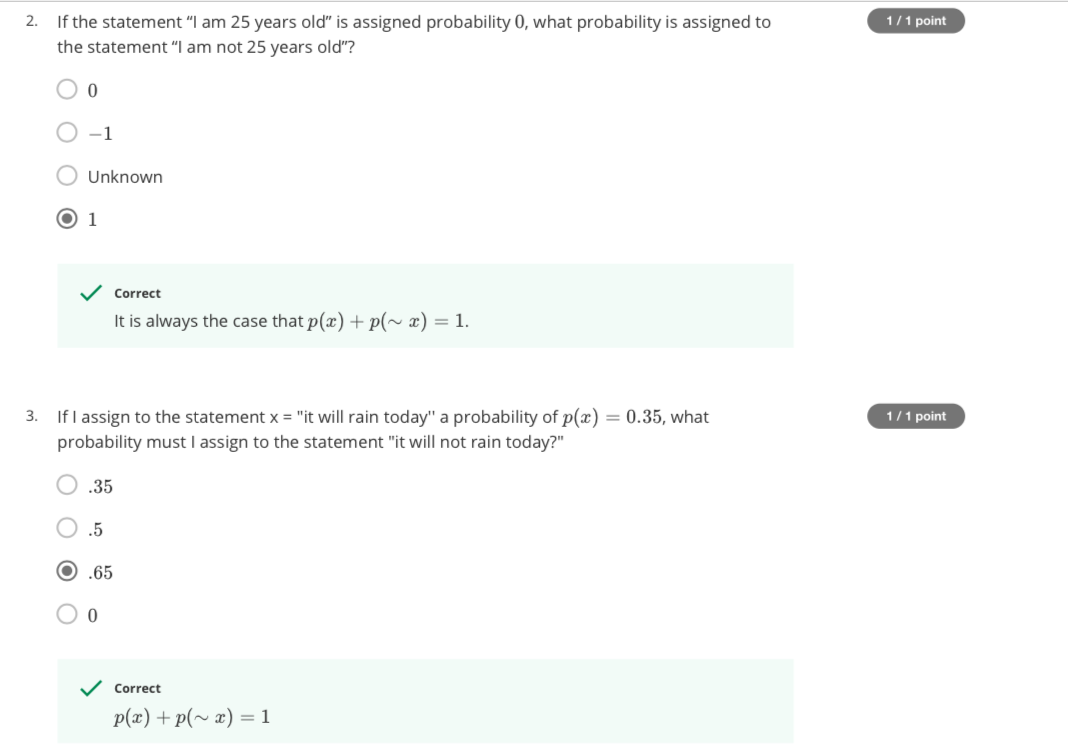 2. If the statement “I am 25 years old” is assigned probability 0, what probability is assigned to
the statement “I am not 25 years old”?
1 / 1 point
0
−1
Unknown
1
Correct
It is always the case that p(x) + p(∼ x) = 1.
3. If I assign to the statement x = "it will rain today'' a probability of p(x) = 0.35, what
probability must I assign to the statement "it will not rain today?"
1 / 1 point
.35
.5
.65
0
Correct
p(x) + p(∼ x) = 1